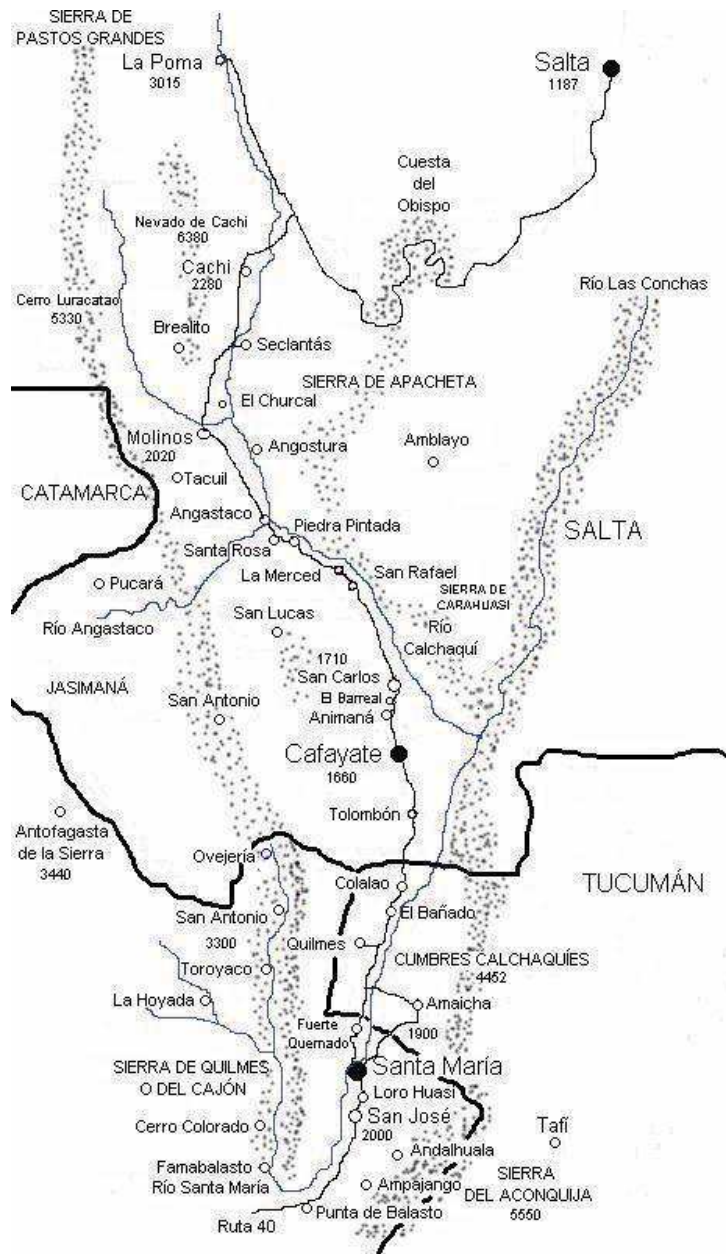 SIERRA DE
PASTOS GRANDES
La Poma
3015
Salta
1187
Cuesta
del
Obispo
Nevado de Cachi
6380
Cachi
2280
Cerro Luracatao
5330
Río Las Conchas
Brealito
Seclantás
SIERRA DE APACHETA
El Churcal
Molinos
2020
Angostura
Amblayo
Tacuil
CATAMARCA
Angastaco
Piedra Pintada
SALTA
Santa Rosa
La Merced
San Rafael
Pucará
SIERRA DE
CARAHUASI
Río Angastaco
San Lucas
Río
Calchaquí
1710
San Carlos
JASIMANÁ
San Antonio
El Barreal
Animaná
Cafayate
1660
Tolombón
Antofagasta
de la Sierra
3440
Ovejería
Colalao
TUCUMÁN
San Antonio
3300
El Bañado
Quilmes
CUMBRES CALCHAQUÍES
4452
Toroyaco
La Hoyada
Amaicha
1900
Fuerte
Quemado
SIERRA DE QUILMES
O DEL CAJÓN
Santa María
Loro Huasi
San José
2000
Cerro Colorado
Tafí
Andalhuala
Famabalasto
Río Santa María
Ampajango
SIERRA
DEL ACONQUIJA
5550
Punta de Balasto
Ruta 40